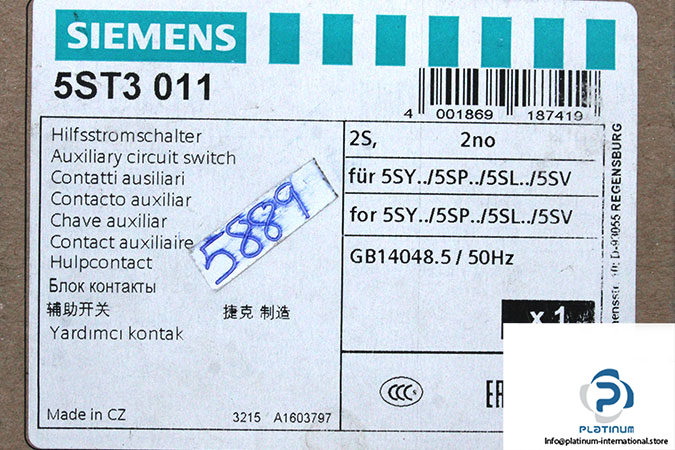 SIEMENS
5ST3 011
4 001869 187419
Hilfsstromschalter
Auxiliary circuit switch
Contatti ausiliari
Contacto auxiliar
Chave auxiliar
Contact auxiliaire
Hulpcontact
Блок контакты
辅助开关 捷克 制造
Yardımcı kontak
5889
2S, 2no
für 5SY../5SP../5SL../5SV
for 5SY../5SP../5SL../5SV
GB14048.5 / 50Hz
x 1
CCC
Made in CZ
3215 A1603797
REGENSBURG
PLATINUM
Info@platinum-international.store